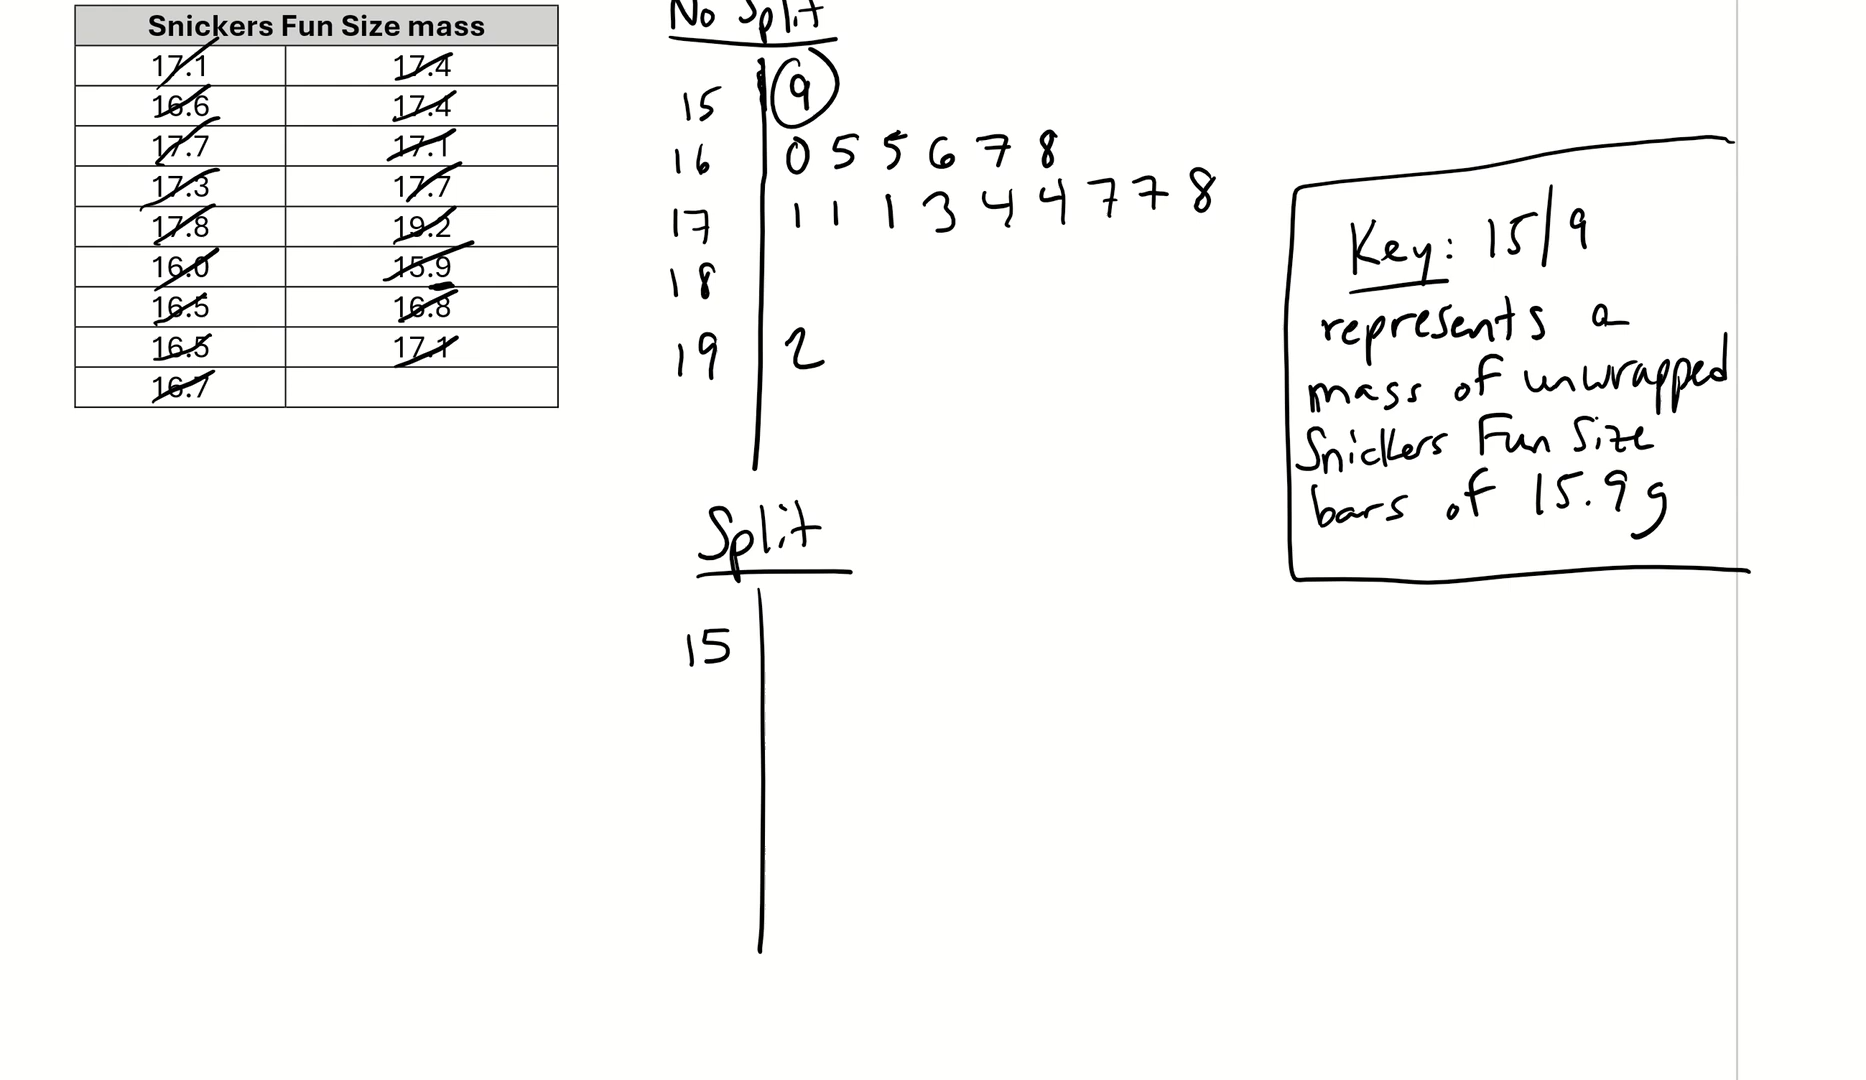 Snickers Fun Size mass
17.1 17.4
16.6 17.4
17.7 17.1
17.3 17.7
17.8 19.2
16.0 15.9
16.5 16.8
16.5 17.1
16.7
No Split
15 9
16 0 5 5 6 7 8
17 1 1 1 3 4 4 7 7 8
18
19 2
Split
15
Key: 15/9
represents a
mass of unwrapped
Snickers Fun Size
bars of 15.9g